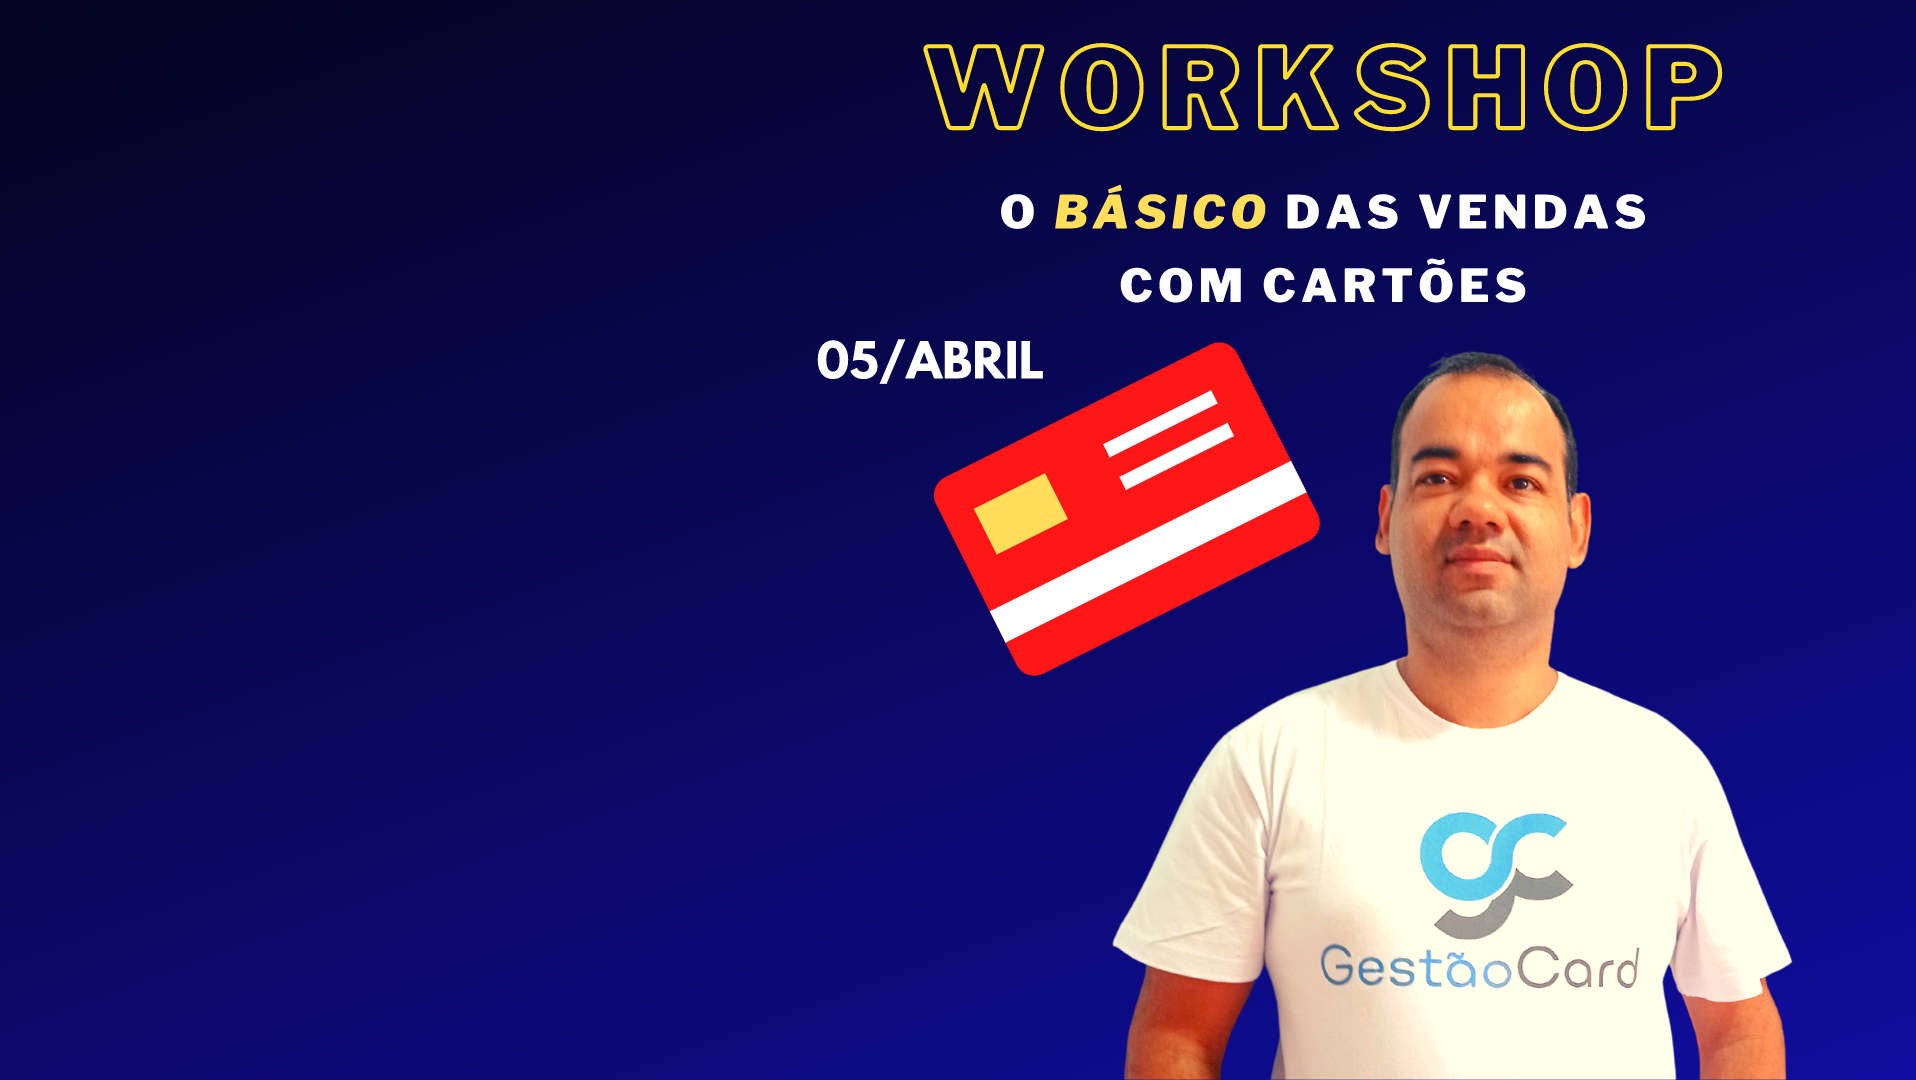 WORKSHOP
O BÁSICO DAS VENDAS
COM CARTÕES
05/ABRIL
GestãoCard